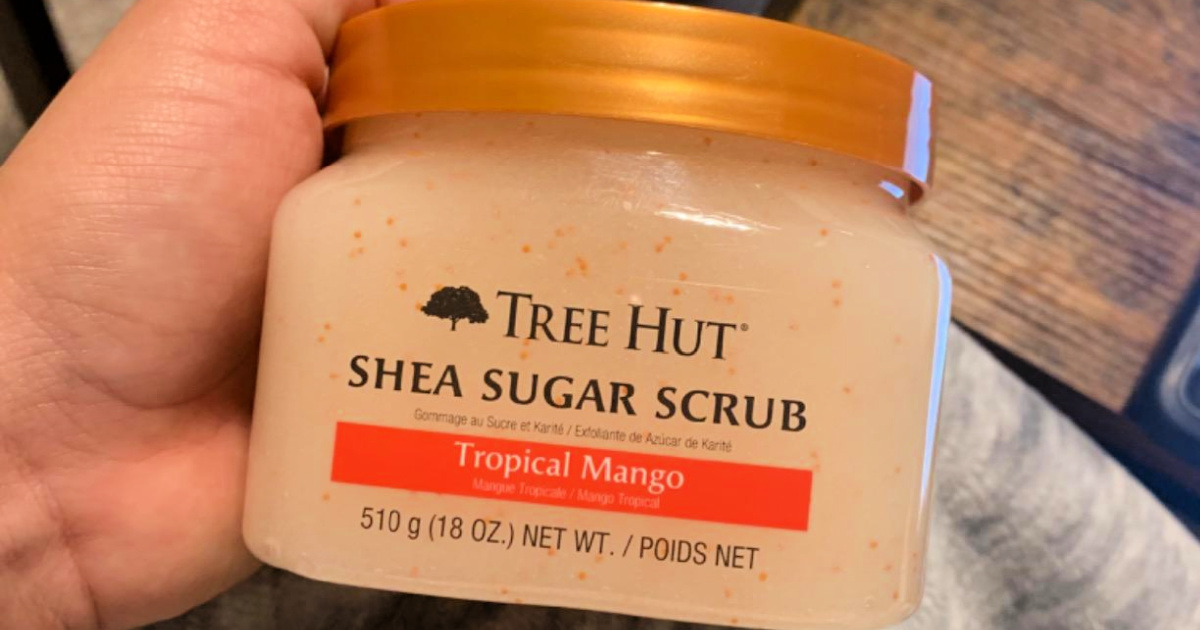 TREE HUT®
SHEA SUGAR SCRUB
Gommage au Sucre et Karité / Exfoliante de Azúcar de Karité
Tropical Mango
Mangue Tropicale / Mango Tropical
510 g (18 OZ.) NET WT. / POIDS NET